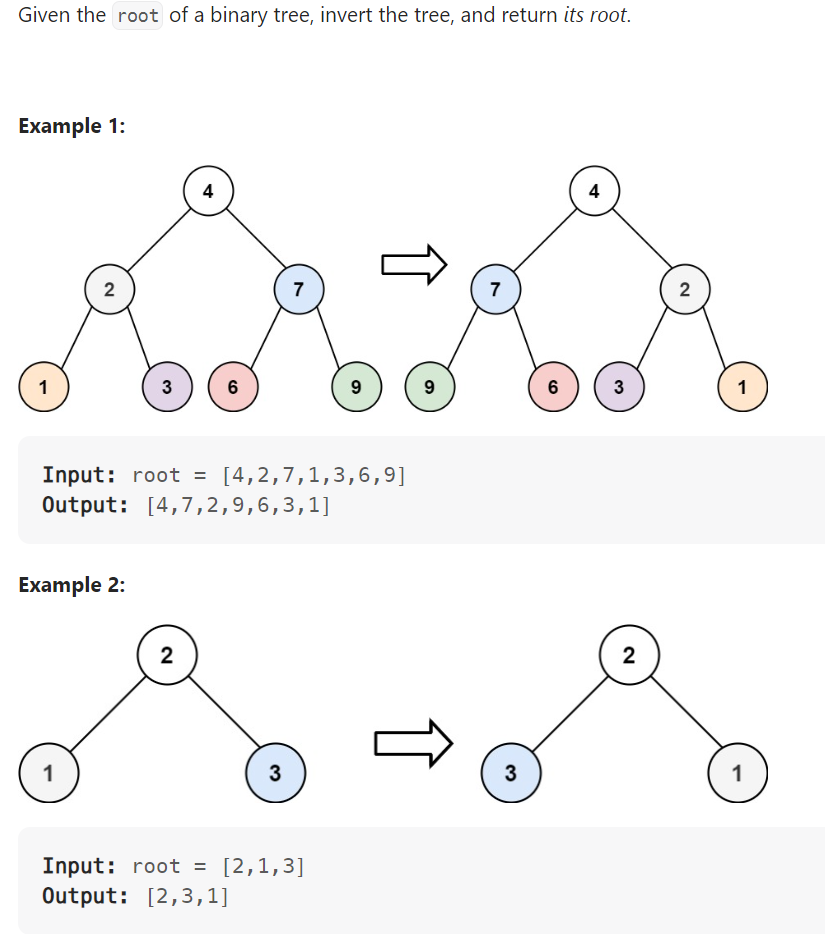 Given the root of a binary tree, invert the tree, and return its root.
Example 1:
4 4
2 7 7 2
1 3 6 9 9 6 3 1
Input: root = [4,2,7,1,3,6,9]
Output: [4,7,2,9,6,3,1]
Example 2:
2 2
1 3 3 1
Input: root = [2,1,3]
Output: [2,3,1]